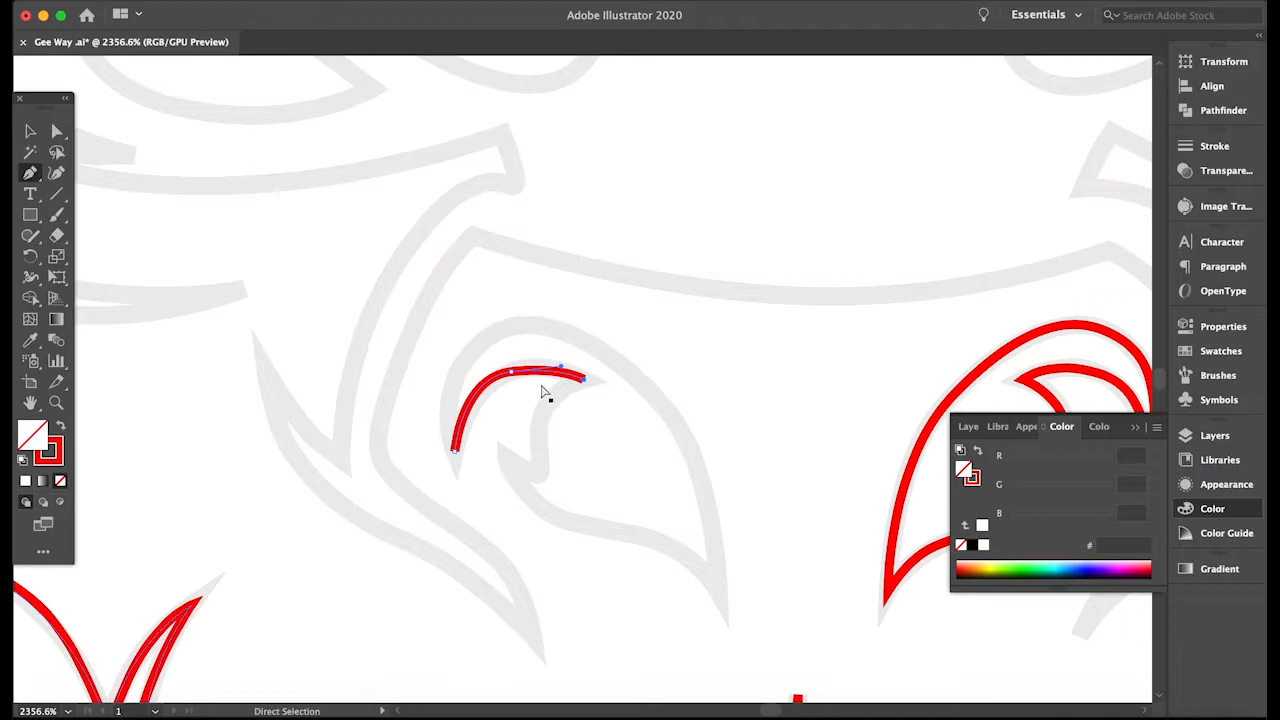 Adobe Illustrator 2020
Essentials
Search Adobe Stock
Gee Way .ai* @ 2356.6% (RGB/GPU Preview)
Transform
Align
Pathfinder
Stroke
Transpare...
Image Tra...
Character
Paragraph
OpenType
Properties
Swatches
Brushes
Symbols
Layers
Libraries
Appearance
Color
Color Guide
Gradient
Laye
Libra
Appe
Color
Colo
R
G
B
#
2356.6%
1
Direct Selection